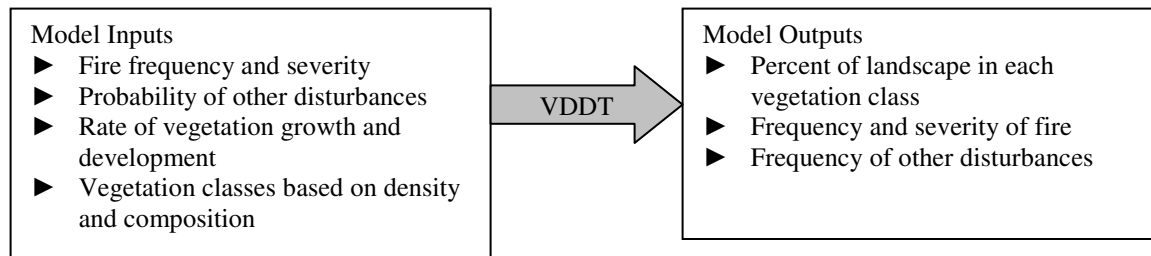 Model Inputs
► Fire frequency and severity
► Probability of other disturbances
► Rate of vegetation growth and
development
► Vegetation classes based on density
and composition
VDDT
Model Outputs
► Percent of landscape in each
vegetation class
► Frequency and severity of fire
► Frequency of other disturbances